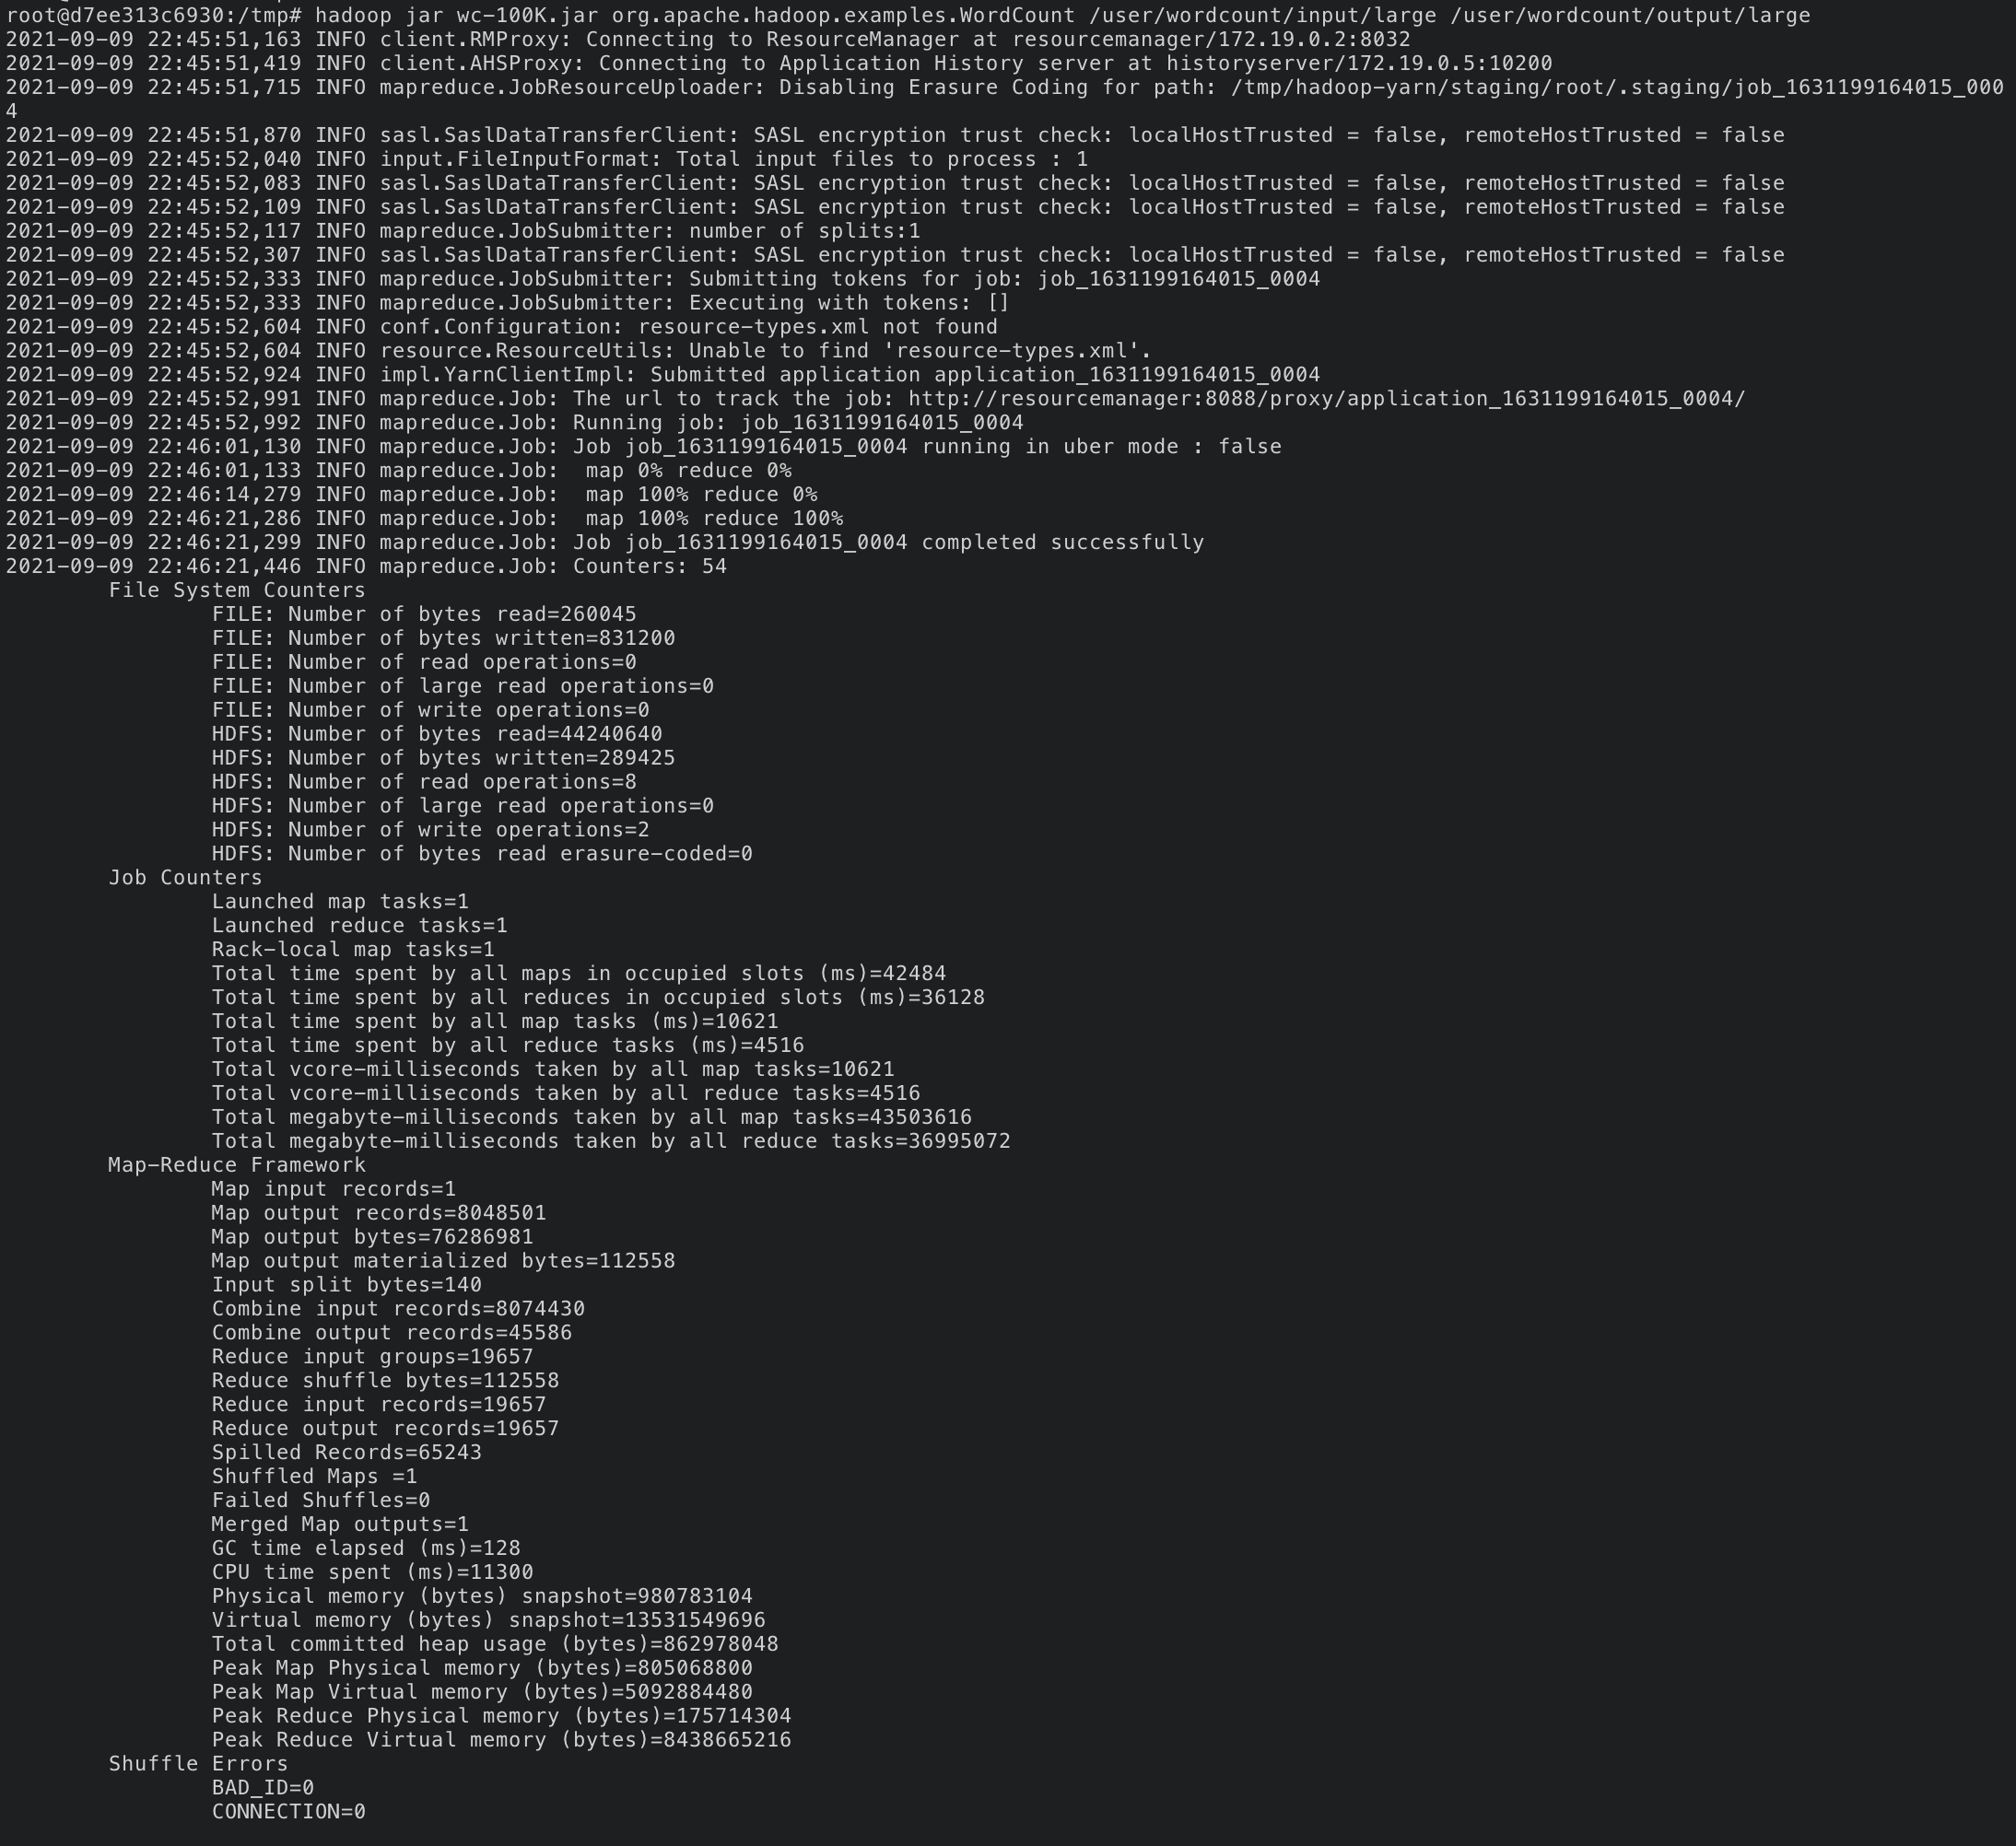 root@d7ee313c6930:/tmp# hadoop jar wc-100K.jar org.apache.hadoop.examples.WordCount /user/wordcount/input/large /user/wordcount/output/large
2021-09-09 22:45:51,163 INFO client.RMProxy: Connecting to ResourceManager at resourcemanager/172.19.0.2:8032
2021-09-09 22:45:51,419 INFO client.AHSProxy: Connecting to Application History server at historyserver/172.19.0.5:10200
2021-09-09 22:45:51,715 INFO mapreduce.JobResourceUploader: Disabling Erasure Coding for path: /tmp/hadoop-yarn/staging/root/.staging/job_1631199164015_000
4
2021-09-09 22:45:51,870 INFO sasl.SaslDataTransferClient: SASL encryption trust check: localHostTrusted = false, remoteHostTrusted = false
2021-09-09 22:45:52,040 INFO input.FileInputFormat: Total input files to process : 1
2021-09-09 22:45:52,083 INFO sasl.SaslDataTransferClient: SASL encryption trust check: localHostTrusted = false, remoteHostTrusted = false
2021-09-09 22:45:52,109 INFO sasl.SaslDataTransferClient: SASL encryption trust check: localHostTrusted = false, remoteHostTrusted = false
2021-09-09 22:45:52,117 INFO mapreduce.JobSubmitter: number of splits:1
2021-09-09 22:45:52,307 INFO sasl.SaslDataTransferClient: SASL encryption trust check: localHostTrusted = false, remoteHostTrusted = false
2021-09-09 22:45:52,333 INFO mapreduce.JobSubmitter: Submitting tokens for job: job_1631199164015_0004
2021-09-09 22:45:52,333 INFO mapreduce.JobSubmitter: Executing with tokens: []
2021-09-09 22:45:52,604 INFO conf.Configuration: resource-types.xml not found
2021-09-09 22:45:52,604 INFO resource.ResourceUtils: Unable to find 'resource-types.xml'.
2021-09-09 22:45:52,924 INFO impl.YarnClientImpl: Submitted application application_1631199164015_0004
2021-09-09 22:45:52,991 INFO mapreduce.Job: The url to track the job: http://resourcemanager:8088/proxy/application_1631199164015_0004/
2021-09-09 22:45:52,992 INFO mapreduce.Job: Running job: job_1631199164015_0004
2021-09-09 22:46:01,130 INFO mapreduce.Job: Job job_1631199164015_0004 running in uber mode : false
2021-09-09 22:46:01,133 INFO mapreduce.Job:  map 0% reduce 0%
2021-09-09 22:46:14,279 INFO mapreduce.Job:  map 100% reduce 0%
2021-09-09 22:46:21,286 INFO mapreduce.Job:  map 100% reduce 100%
2021-09-09 22:46:21,299 INFO mapreduce.Job: Job job_1631199164015_0004 completed successfully
2021-09-09 22:46:21,446 INFO mapreduce.Job: Counters: 54
File System Counters
FILE: Number of bytes read=260045
FILE: Number of bytes written=831200
FILE: Number of read operations=0
FILE: Number of large read operations=0
FILE: Number of write operations=0
HDFS: Number of bytes read=44240640
HDFS: Number of bytes written=289425
HDFS: Number of read operations=8
HDFS: Number of large read operations=0
HDFS: Number of write operations=2
HDFS: Number of bytes read erasure-coded=0
Job Counters
Launched map tasks=1
Launched reduce tasks=1
Rack-local map tasks=1
Total time spent by all maps in occupied slots (ms)=42484
Total time spent by all reduces in occupied slots (ms)=36128
Total time spent by all map tasks (ms)=10621
Total time spent by all reduce tasks (ms)=4516
Total vcore-milliseconds taken by all map tasks=10621
Total vcore-milliseconds taken by all reduce tasks=4516
Total megabyte-milliseconds taken by all map tasks=43503616
Total megabyte-milliseconds taken by all reduce tasks=36995072
Map-Reduce Framework
Map input records=1
Map output records=8048501
Map output bytes=76286981
Map output materialized bytes=112558
Input split bytes=140
Combine input records=8074430
Combine output records=45586
Reduce input groups=19657
Reduce shuffle bytes=112558
Reduce input records=19657
Reduce output records=19657
Spilled Records=65243
Shuffled Maps =1
Failed Shuffles=0
Merged Map outputs=1
GC time elapsed (ms)=128
CPU time spent (ms)=11300
Physical memory (bytes) snapshot=980783104
Virtual memory (bytes) snapshot=13531549696
Total committed heap usage (bytes)=862978048
Peak Map Physical memory (bytes)=805068800
Peak Map Virtual memory (bytes)=5092884480
Peak Reduce Physical memory (bytes)=175714304
Peak Reduce Virtual memory (bytes)=8438665216
Shuffle Errors
BAD_ID=0
CONNECTION=0